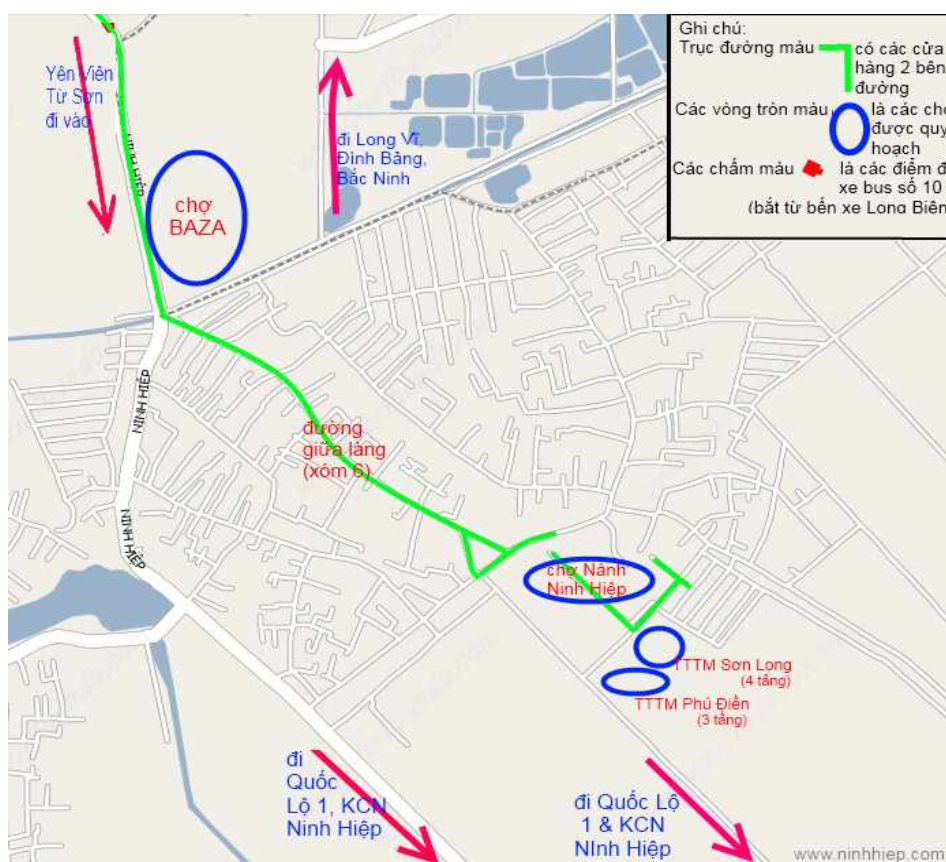 Ghi chú:
Trục đường màu
có các cửa
hàng 2 bên
đường
Các vòng tròn màu
là các chợ
được quy
hoạch
Các chấm màu
là các điểm đ
xe bus số 10
(bắt từ bến xe Long Biên
Yên Viên
Từ Sơn
đi vào
NINH HIỆP
chợ
BAZA
đi Long Vĩ,
Đình Bảng,
Bắc Ninh
NINH HIỆP
đường
giữa làng
(xóm 6)
NINH HIỆP
chợ Nành
Ninh Hiệp
TTTM Sơn Long
(4 tầng)
TTTM Phú Điền
(3 tầng)
đi
Quốc
Lộ 1, KCN
Ninh Hiệp
đi Quốc Lộ
1 & KCN
NInh Hiệp
www.ninhhiep.com